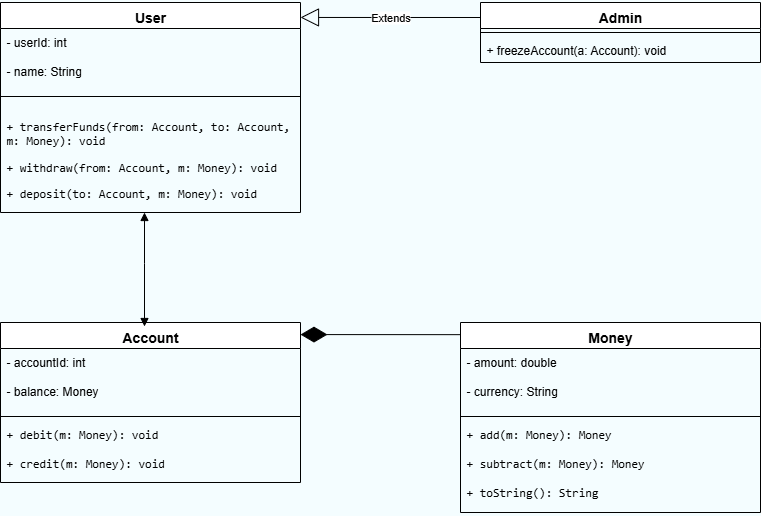 User
- userId: int
- name: String
+ transferFunds(from: Account, to: Account,
m: Money): void
+ withdraw(from: Account, m: Money): void
+ deposit(to: Account, m: Money): void
Extends
Admin
+ freezeAccount(a: Account): void
Account
- accountId: int
- balance: Money
+ debit(m: Money): void
+ credit(m: Money): void
Money
- amount: double
- currency: String
+ add(m: Money): Money
+ subtract(m: Money): Money
+ toString(): String